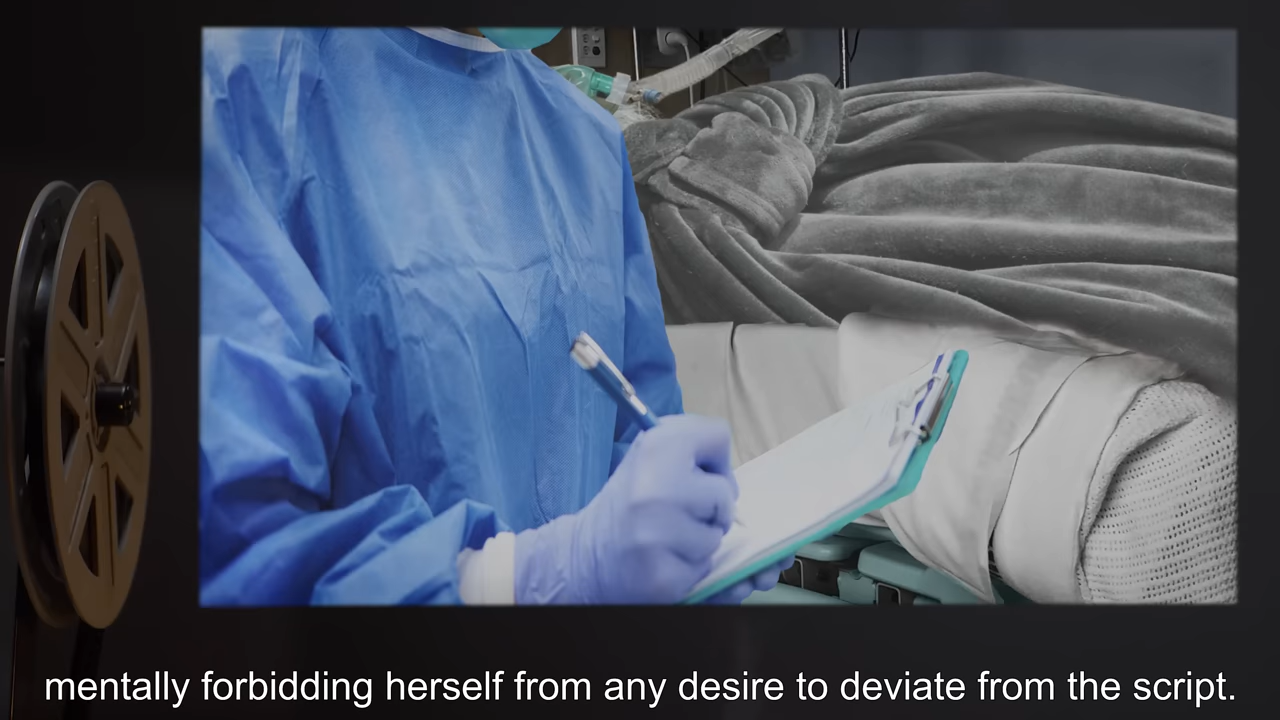 mentally forbidding herself from any desire to deviate from the script.